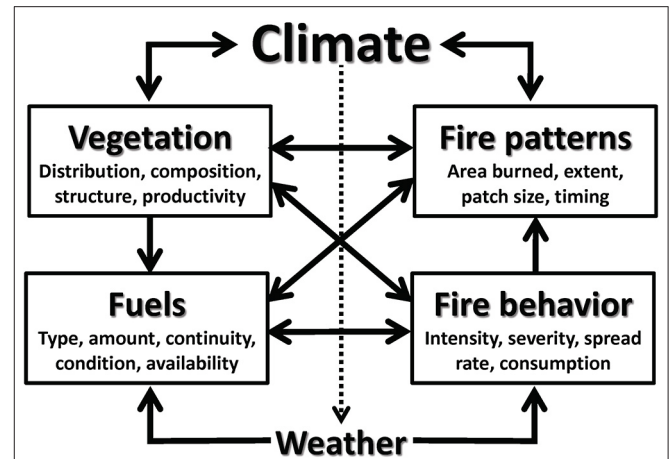 Climate
Vegetation
Distribution, composition,
structure, productivity
Fire patterns
Area burned, extent,
patch size, timing
Fuels
Type, amount, continuity,
condition, availability
Fire behavior
Intensity, severity, spread
rate, consumption
Weather